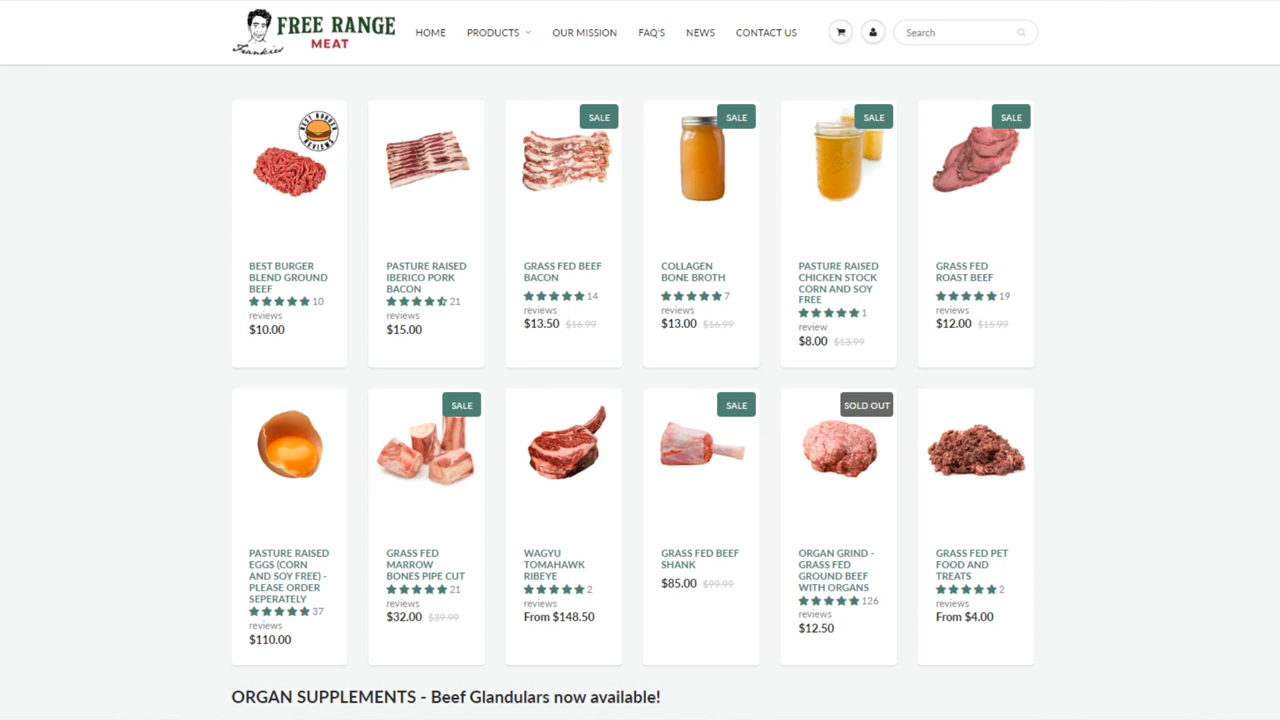 FREE RANGE
MEAT
Frankies
HOME PRODUCTS OUR MISSION FAQ'S NEWS CONTACT US
Search
BEST BURGER REVIEWS
SALE
SALE
SALE
SALE
BEST BURGER
BLEND GROUND
BEEF
10
reviews
$10.00
PASTURE RAISED
IBERICO PORK
BACON
21
reviews
$15.00
GRASS FED BEEF
BACON
14
reviews
$13.50 $16.99
COLLAGEN
BONE BROTH
7
reviews
$13.00 $16.99
PASTURE RAISED
CHICKEN STOCK
CORN AND SOY
FREE
1
review
$8.00 $13.99
GRASS FED
ROAST BEEF
19
reviews
$12.00 $15.99
SALE
SALE
SOLD OUT
PASTURE RAISED
EGGS (CORN
AND SOY FREE) -
PLEASE ORDER
SEPERATELY
37
reviews
$110.00
GRASS FED
MARROW
BONES PIPE CUT
21
reviews
$32.00 $39.99
WAGYU
TOMAHAWK
RIBEYE
2
reviews
From $148.50
GRASS FED BEEF
SHANK
$85.00 $99.99
ORGAN GRIND -
GRASS FED
GROUND BEEF
WITH ORGANS
126
reviews
$12.50
GRASS FED PET
FOOD AND
TREATS
2
reviews
From $4.00
ORGAN SUPPLEMENTS - Beef Glandulars now available!